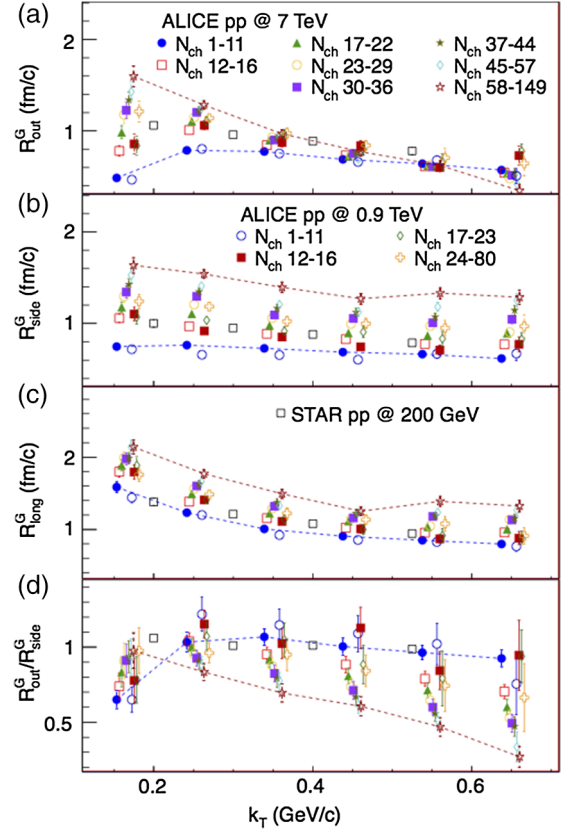 (a)
ALICE pp @ 7 TeV
N_ch 1-11
N_ch 17-22
N_ch 37-44
N_ch 12-16
N_ch 23-29
N_ch 45-57
N_ch 30-36
N_ch 58-149
R^G_out (fm/c)
2
1
(b)
ALICE pp @ 0.9 TeV
N_ch 1-11
N_ch 17-23
N_ch 12-16
N_ch 24-80
R^G_side (fm/c)
2
1
(c)
STAR pp @ 200 GeV
R^G_long (fm/c)
2
1
(d)
R^G_out/R^G_side
1
0.5
0.2
0.4
0.6
k_T (GeV/c)